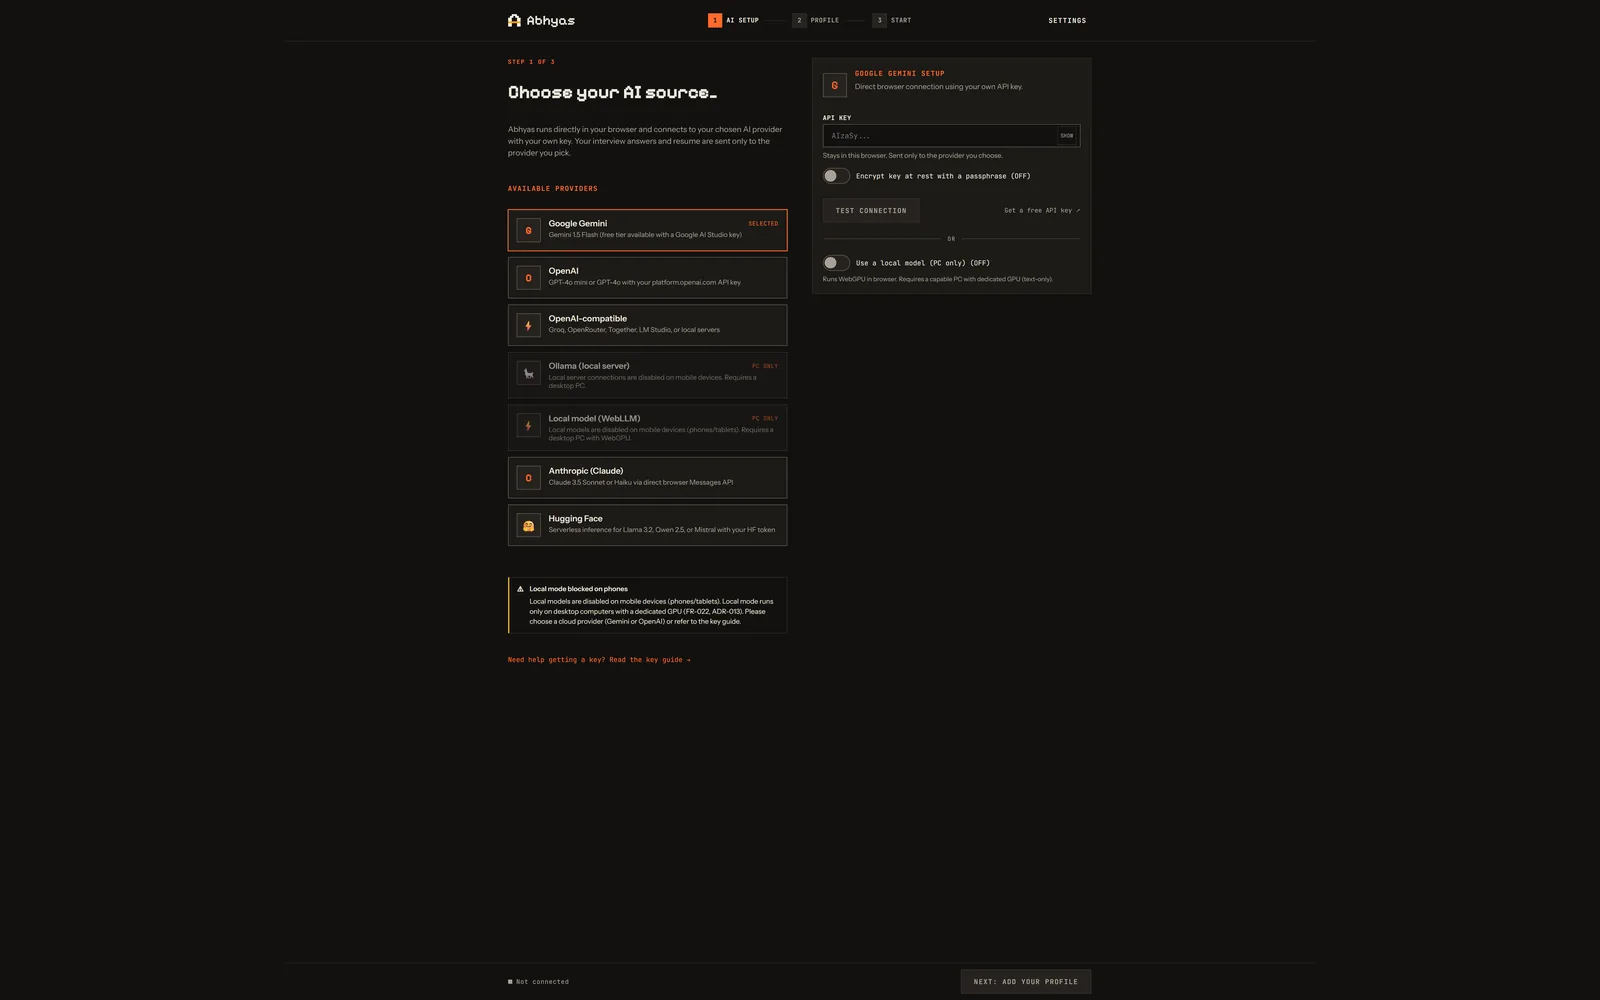 Abhyas
1 AI SETUP
2 PROFILE
3 START
SETTINGS
STEP 1 OF 3
Choose your AI source_
Abhyas runs directly in your browser and connects to your chosen AI provider
with your own key. Your interview answers and resume are sent only to the
provider you pick.
AVAILABLE PROVIDERS
G
Google Gemini
SELECTED
Gemini 1.5 Flash (free tier available with a Google AI Studio key)
O
OpenAI
GPT-4o mini or GPT-4o with your platform.openai.com API key
OpenAI-compatible
Groq, OpenRouter, Together, LM Studio, or local servers
Ollama (local server)
PC ONLY
Local server connections are disabled on mobile devices. Requires a
desktop PC.
Local model (WebLLM)
PC ONLY
Local models are disabled on mobile devices (phones/tablets). Requires a
desktop PC with WebGPU.
Anthropic (Claude)
Claude 3.5 Sonnet or Haiku via direct browser Messages API
Hugging Face
Serverless inference for Llama 3.2, Qwen 2.5, or Mistral with your HF token
Local mode blocked on phones
Local models are disabled on mobile devices (phones/tablets). Local mode runs
only on desktop computers with a dedicated GPU (FR-022, ADR-013). Please
choose a cloud provider (Gemini or OpenAI) or refer to the key guide.
Need help getting a key? Read the key guide →
G
GOOGLE GEMINI SETUP
Direct browser connection using your own API key.
API KEY
AIzaSy...
SHOW
Stays in this browser. Sent only to the provider you choose.
Encrypt key at rest with a passphrase (OFF)
TEST CONNECTION
Get a free API key ↗
OR
Use a local model (PC only) (OFF)
Runs WebGPU in browser. Requires a capable PC with dedicated GPU (text-only).
Not connected
NEXT: ADD YOUR PROFILE